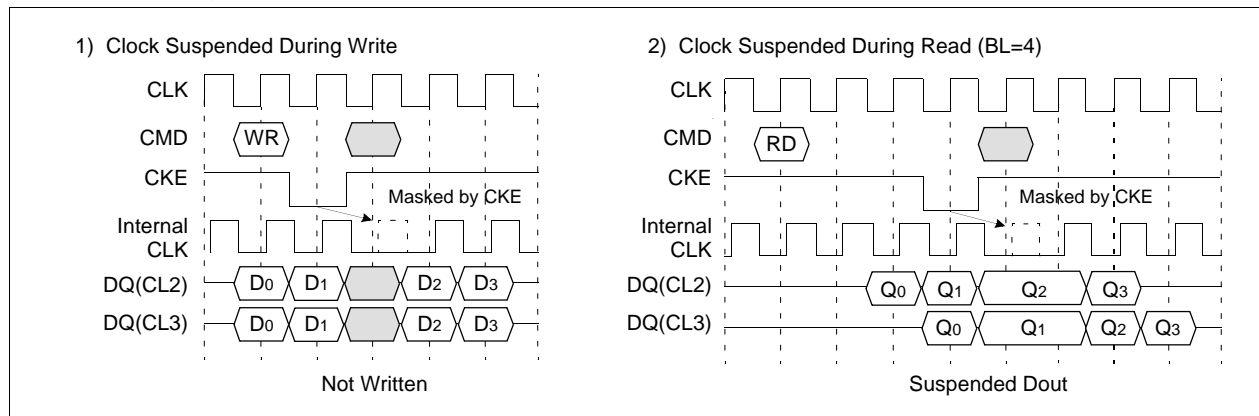 1) Clock Suspended During Write
CLK
CMD
WR
CKE
Masked by CKE
Internal
CLK
DQ(CL2)
D0 D1 D2 D3
DQ(CL3)
D0 D1 D2 D3
Not Written
2) Clock Suspended During Read (BL=4)
CLK
CMD
RD
CKE
Masked by CKE
Internal
CLK
DQ(CL2)
Q0 Q1 Q2 Q3
DQ(CL3)
Q0 Q1 Q2 Q3
Suspended Dout